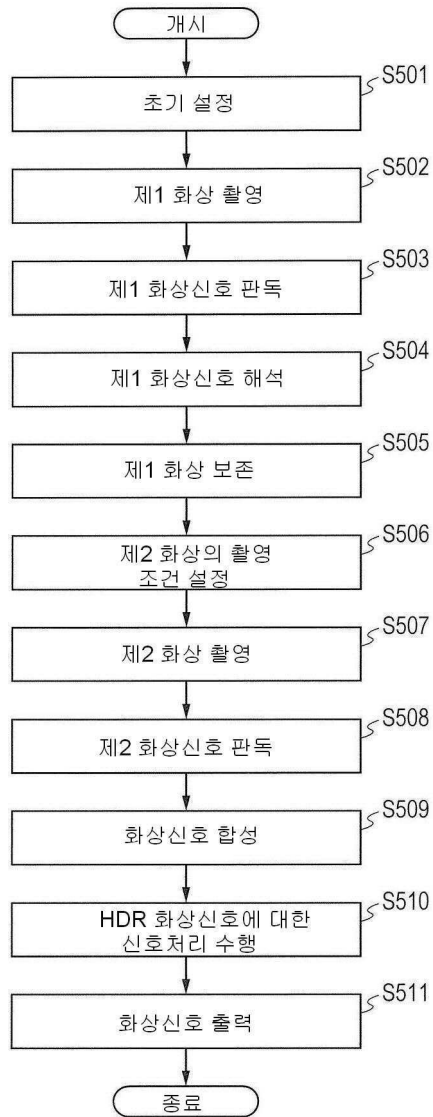 개시
S501
초기 설정
S502
제1 화상 촬영
S503
제1 화상신호 판독
S504
제1 화상신호 해석
S505
제1 화상 보존
S506
제2 화상의 촬영
조건 설정
S507
제2 화상 촬영
S508
제2 화상신호 판독
S509
화상신호 합성
S510
HDR 화상신호에 대한
신호처리 수행
S511
화상신호 출력
종료